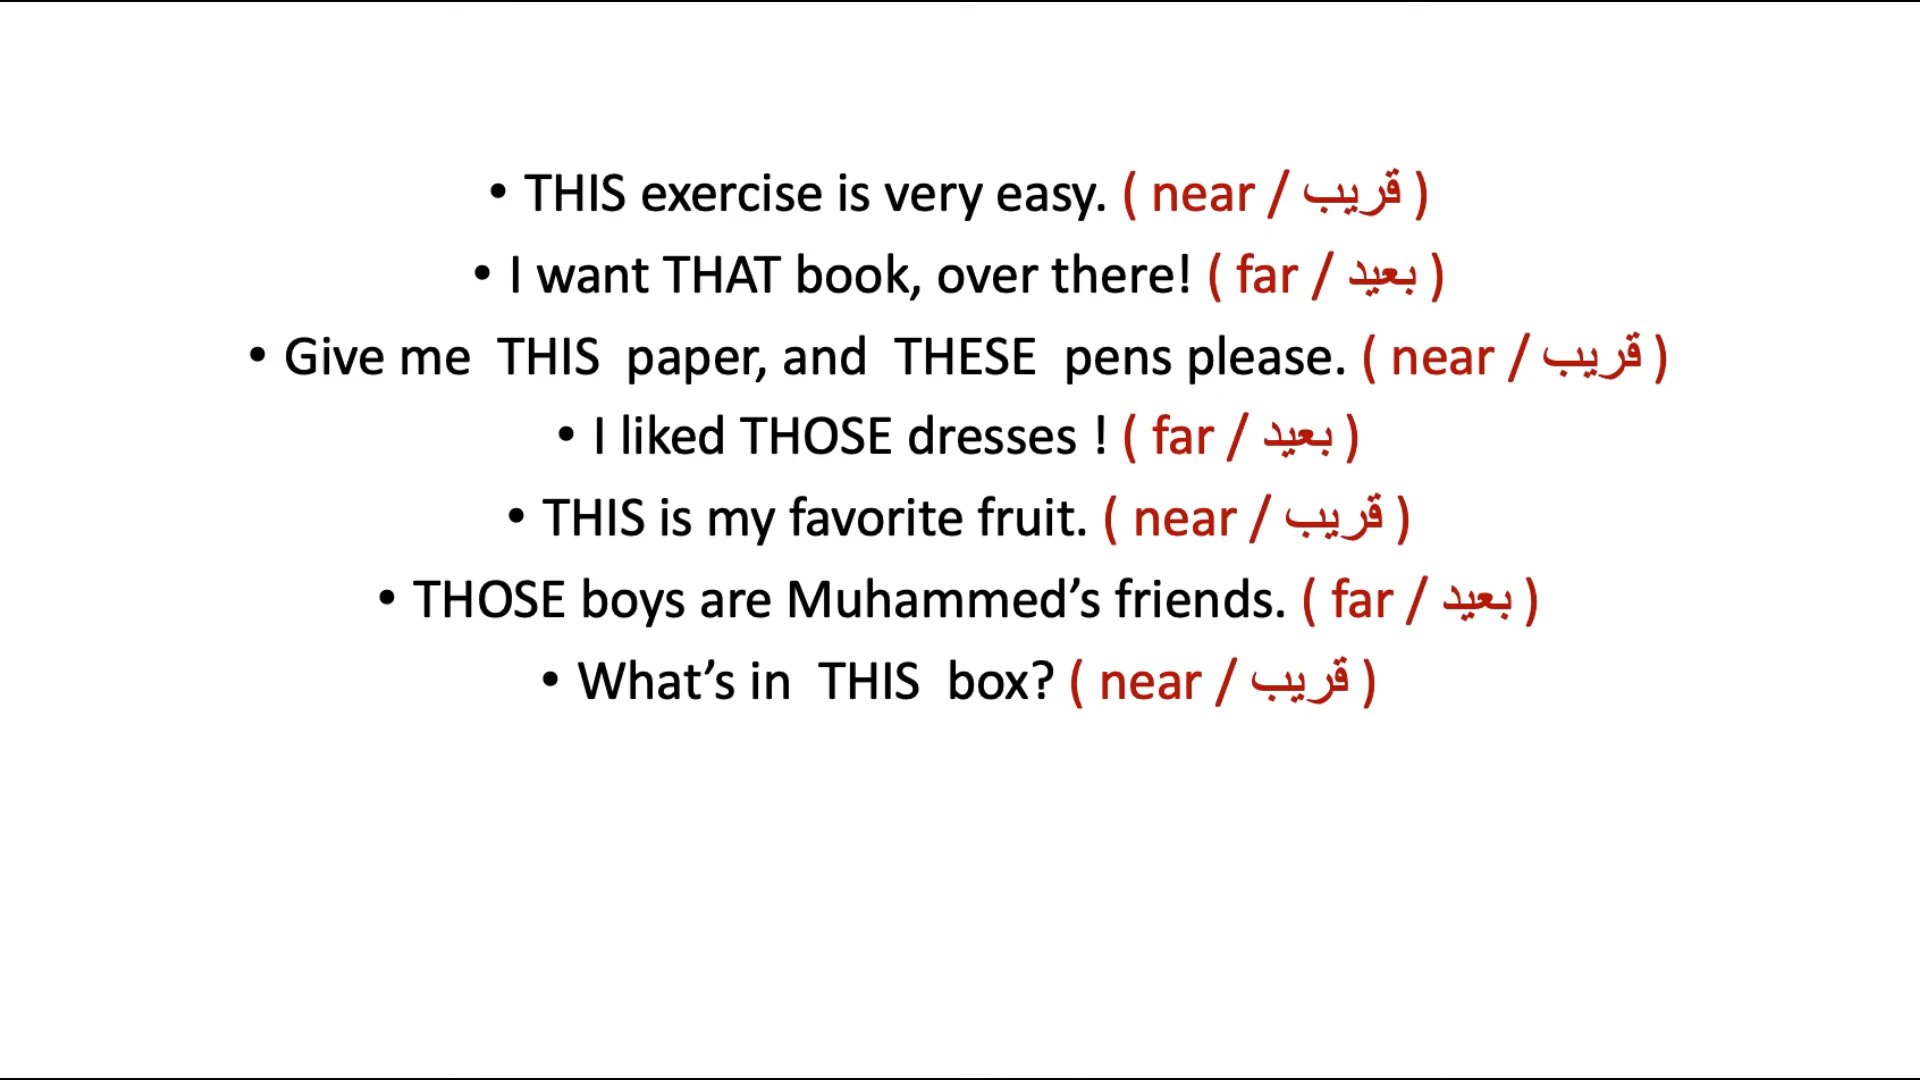 • THIS exercise is very easy. ( near / قريب )
• I want THAT book, over there! ( far / بعيد )
• Give me  THIS  paper, and  THESE  pens please. ( near / قريب )
• I liked THOSE dresses ! ( far / بعيد )
• THIS is my favorite fruit. ( near / قريب )
• THOSE boys are Muhammed’s friends. ( far / بعيد )
• What’s in  THIS  box? ( near / قريب )